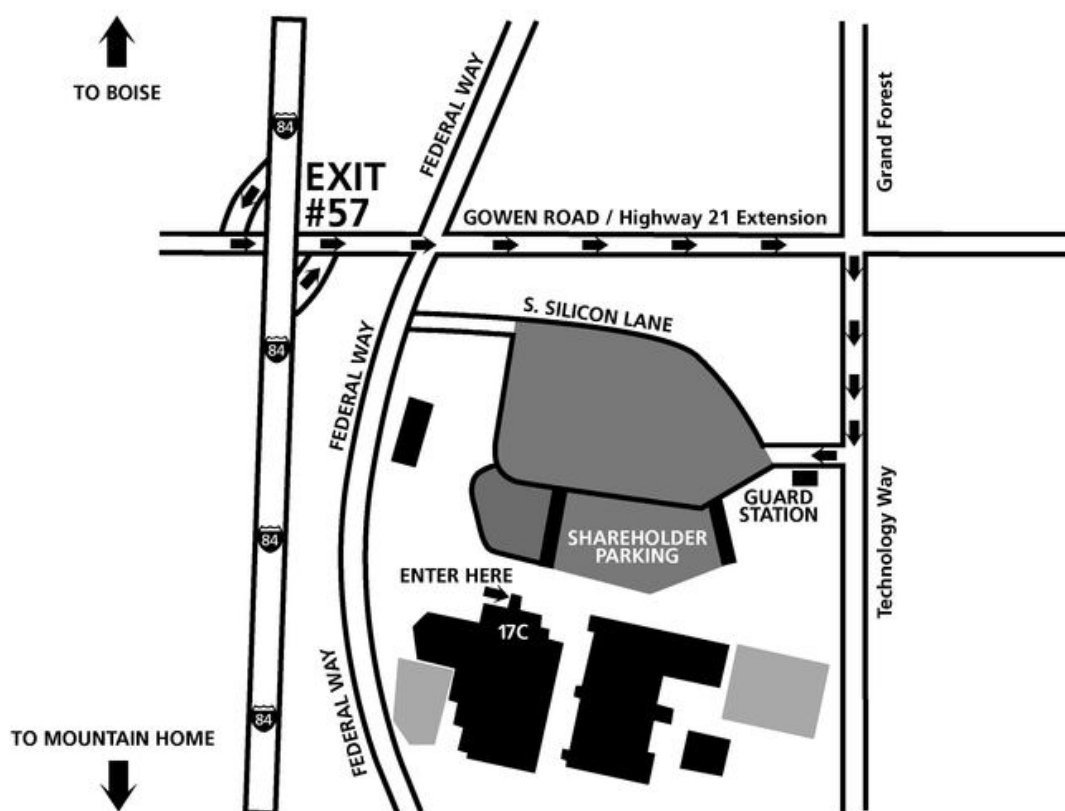 TO BOISE
84
EXIT
#57
FEDERAL WAY
Grand Forest
GOWEN ROAD / Highway 21 Extension
S. SILICON LANE
84
FEDERAL WAY
GUARD
STATION
SHAREHOLDER
PARKING
Technology Way
84
ENTER HERE
17C
FEDERAL WAY
84
TO MOUNTAIN HOME